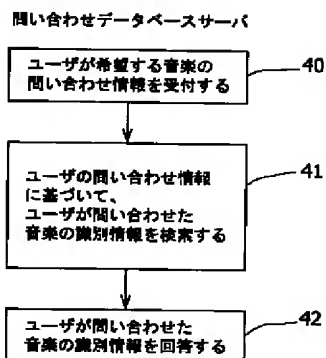 問い合わせデータベースサーバ
ユーザが希望する音楽の
問い合わせ情報を受付する
40
ユーザの問い合わせ情報
に基づいて、
ユーザが問い合わせた
音楽の識別情報を検索する
41
ユーザが問い合わせた
音楽の識別情報を回答する
42